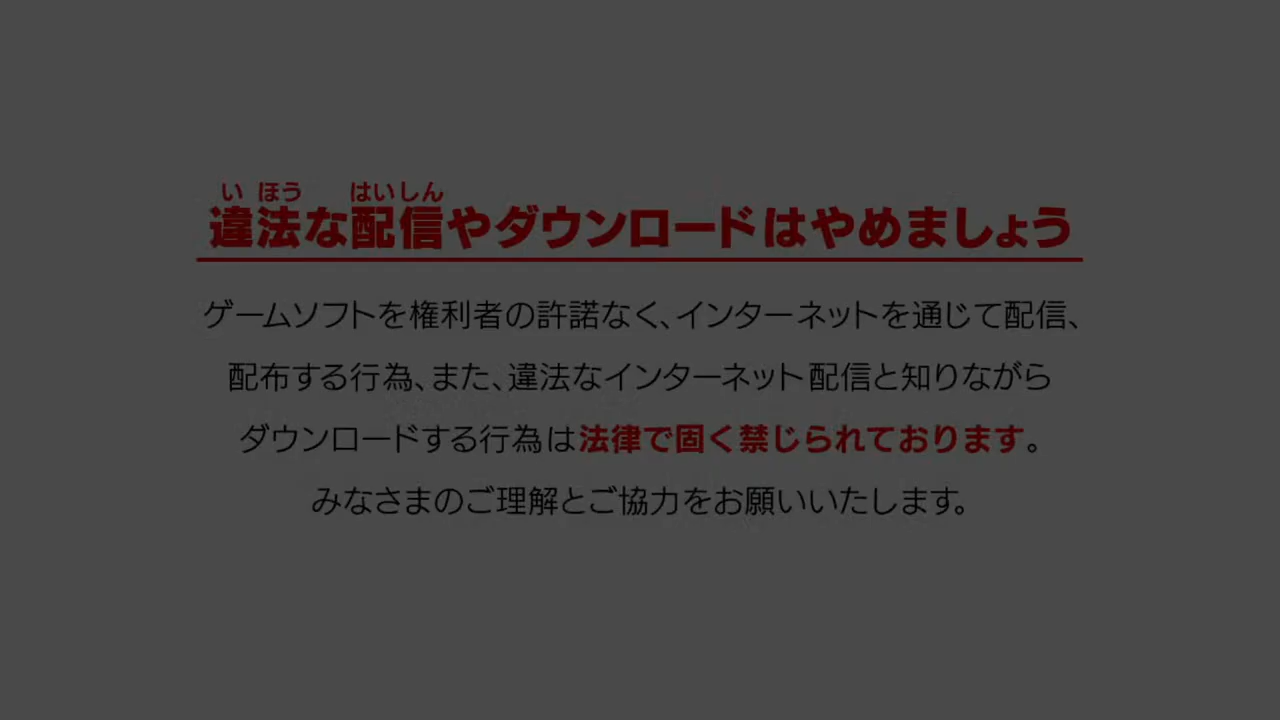 い ほう はいしん
違法な配信やダウンロードはやめましょう
ゲームソフトを権利者の許諾なく、インターネットを通じて配信、
配布する行為、また、違法なインターネット配信と知りながら
ダウンロードする行為は法律で固く禁じられております。
みなさまのご理解とご協力をお願いいたします。